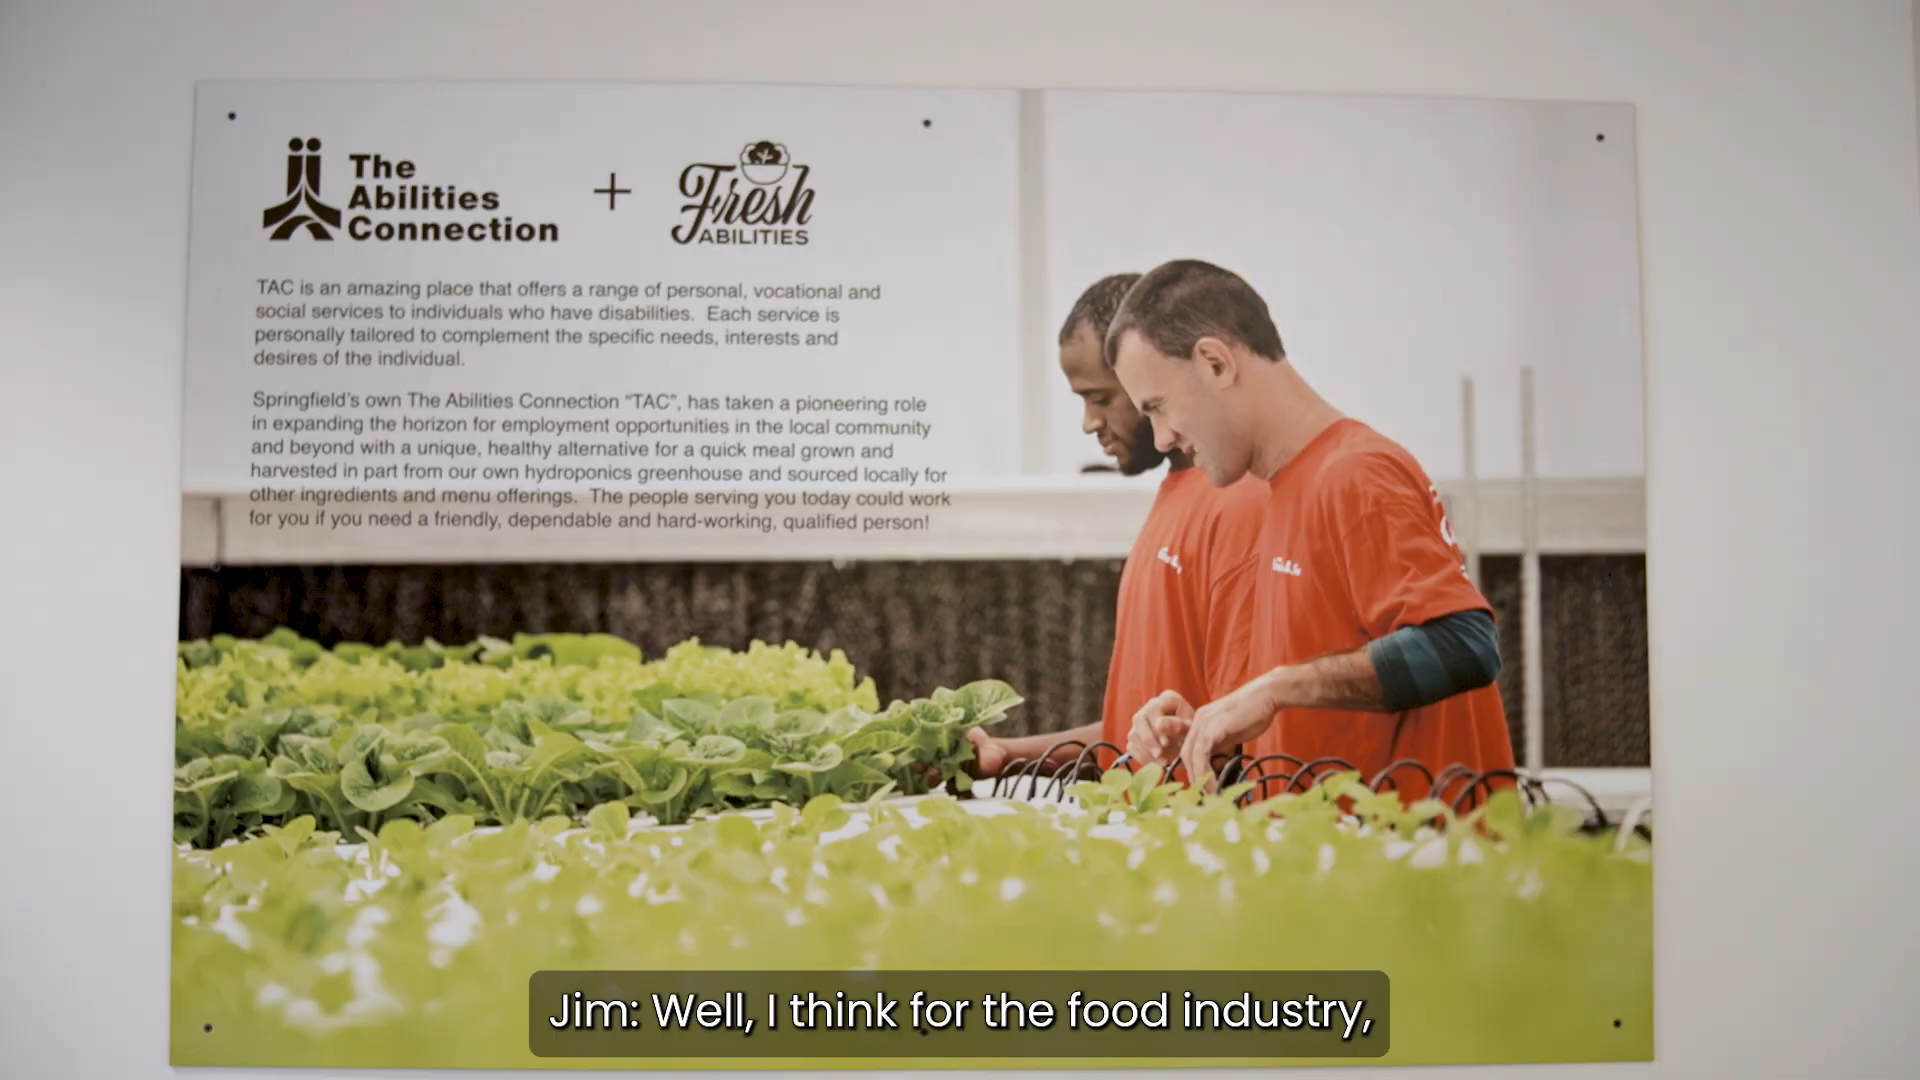 The
Abilities
Connection
+
Fresh
ABILITIES
TAC is an amazing place that offers a range of personal, vocational and
social services to individuals who have disabilities.  Each service is
personally tailored to complement the specific needs, interests and
desires of the individual.
Springfield's own The Abilities Connection "TAC", has taken a pioneering role
in expanding the horizon for employment opportunities in the local community
and beyond with a unique, healthy alternative for a quick meal grown and
harvested in part from our own hydroponics greenhouse and sourced locally for
other ingredients and menu offerings.  The people serving you today could work
for you if you need a friendly, dependable and hard-working, qualified person!
Jim: Well, I think for the food industry,